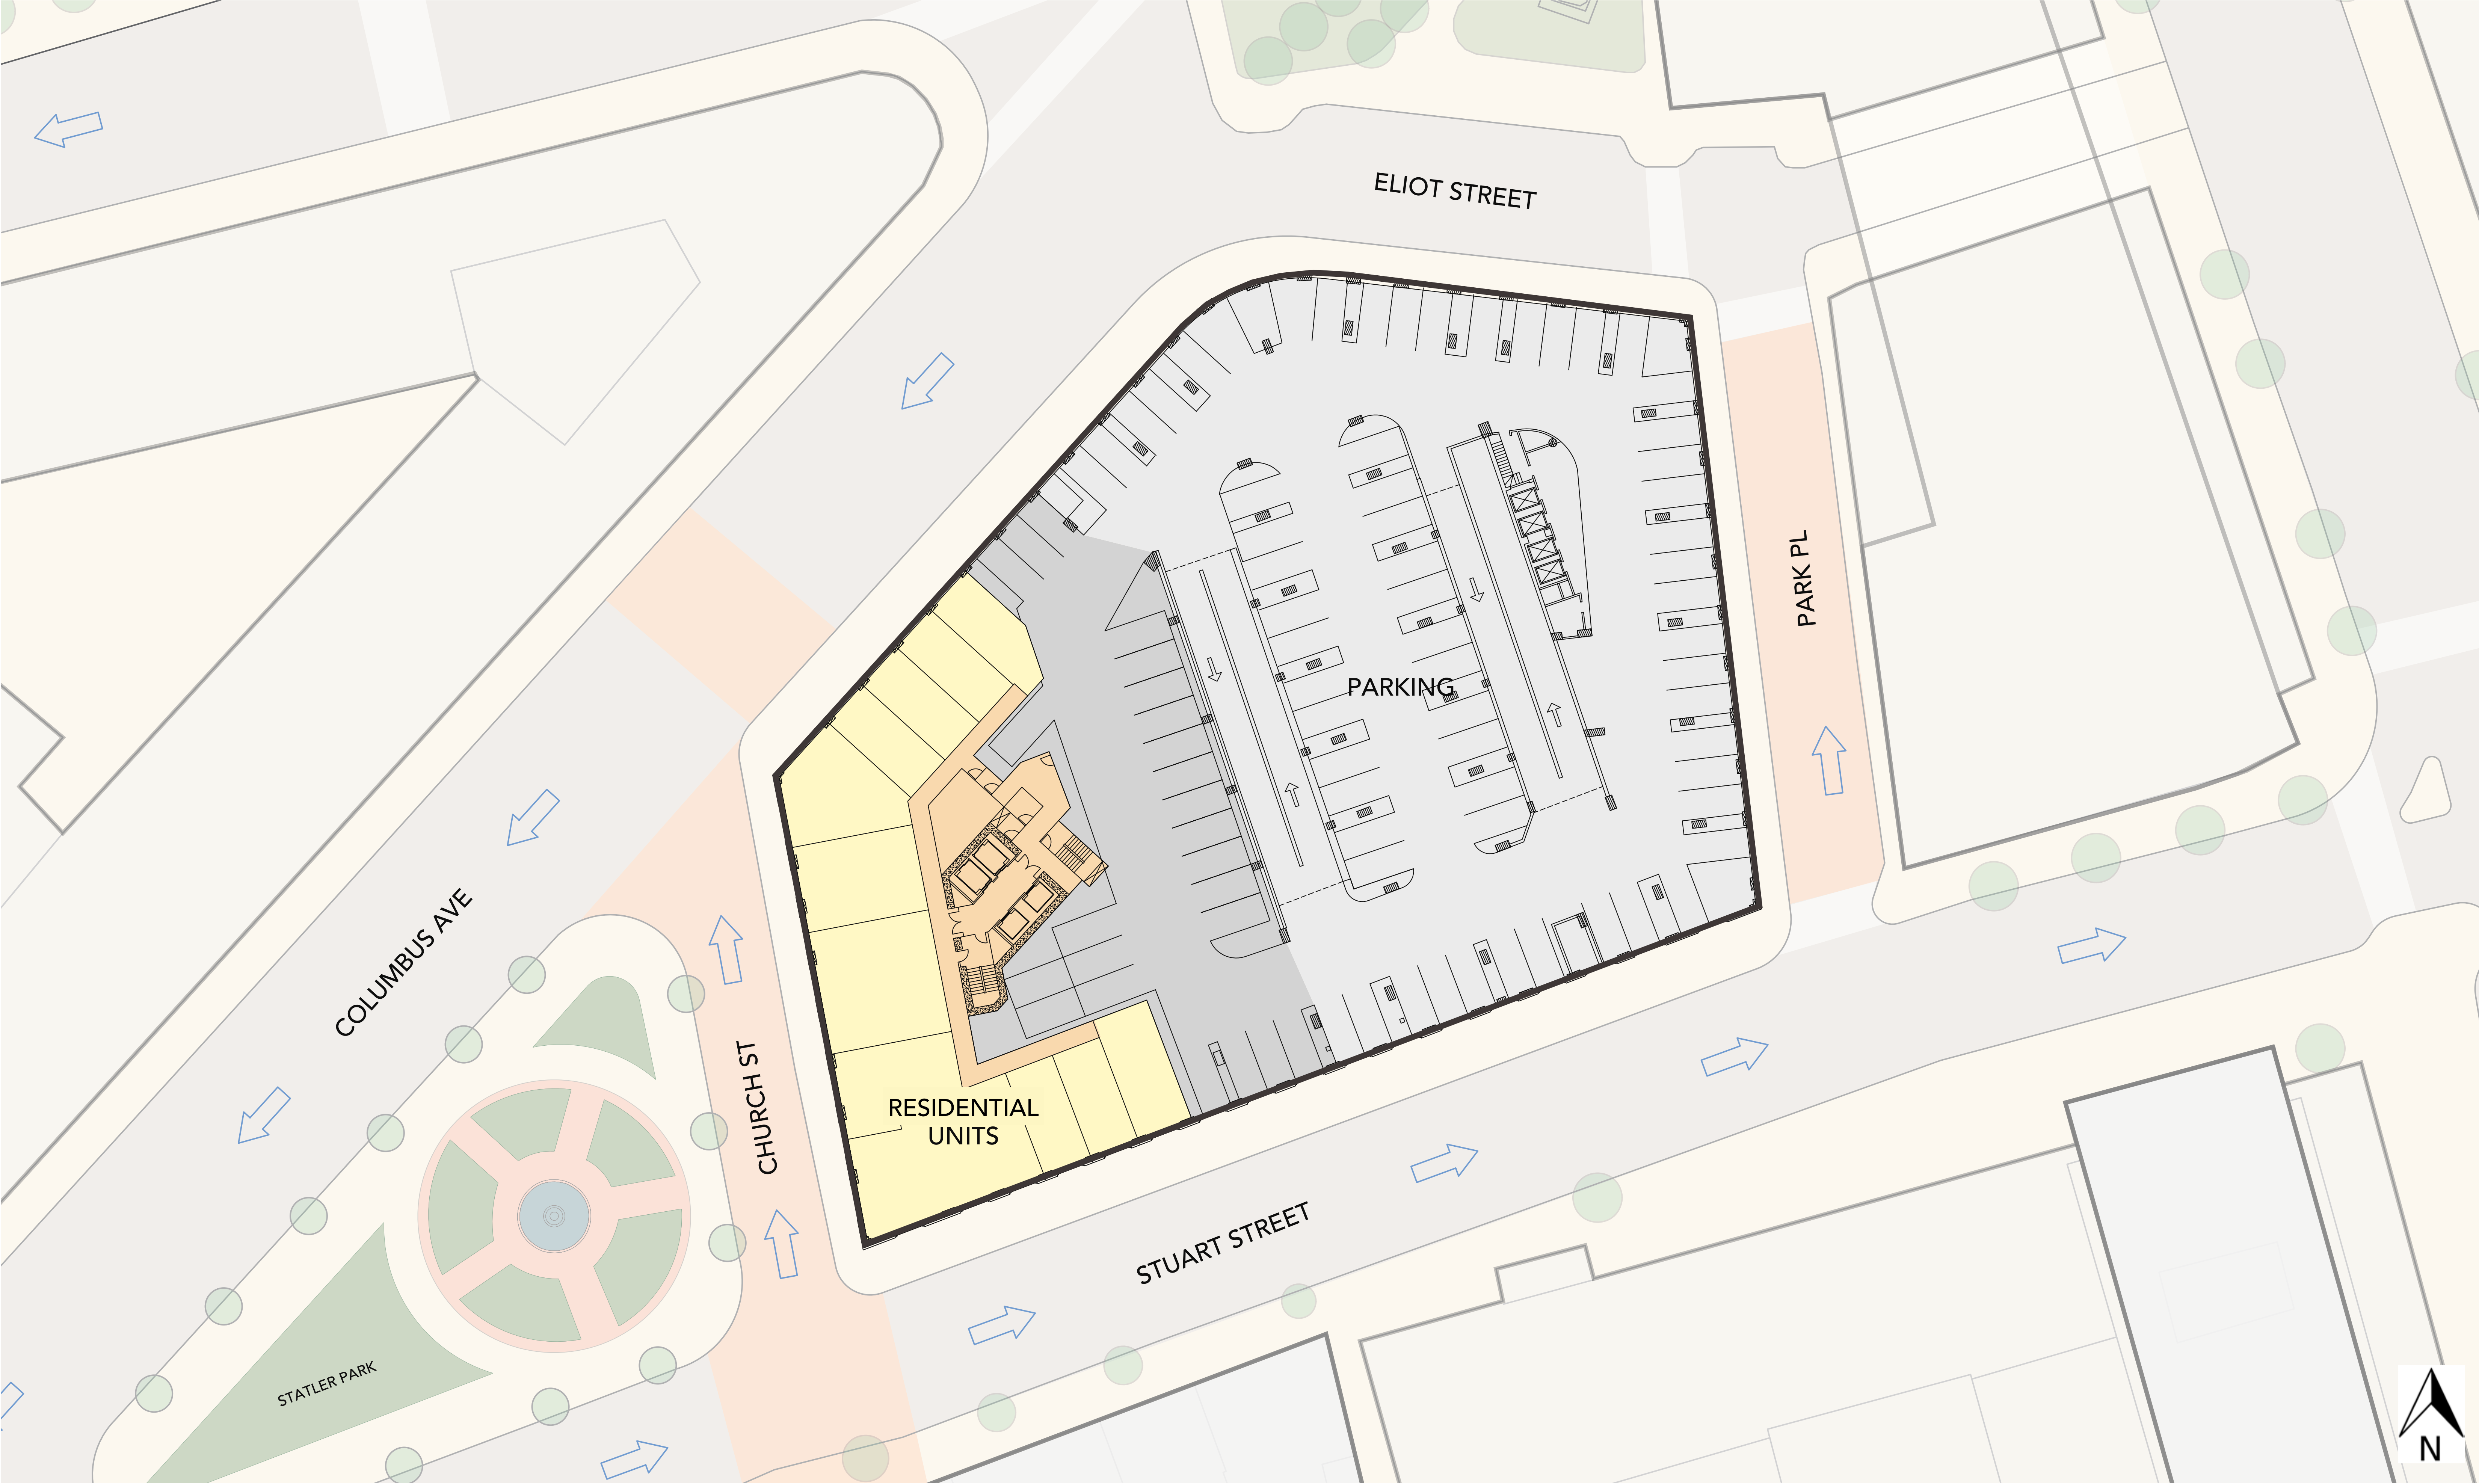 ELIOT STREET
PARK PL
PARKING
COLUMBUS AVE
CHURCH ST
RESIDENTIAL
UNITS
STUART STREET
STATLER PARK
N